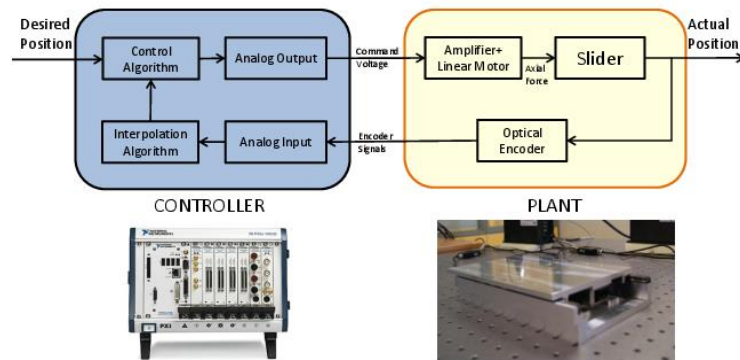 Desired
Position
Control
Algorithm
Analog Output
Command
Voltage
Amplifier+
Linear Motor
Axial
Force
Slider
Actual
Position
Interpolation
Algorithm
Analog Input
Encoder
Signals
Optical
Encoder
CONTROLLER
PLANT
PXI